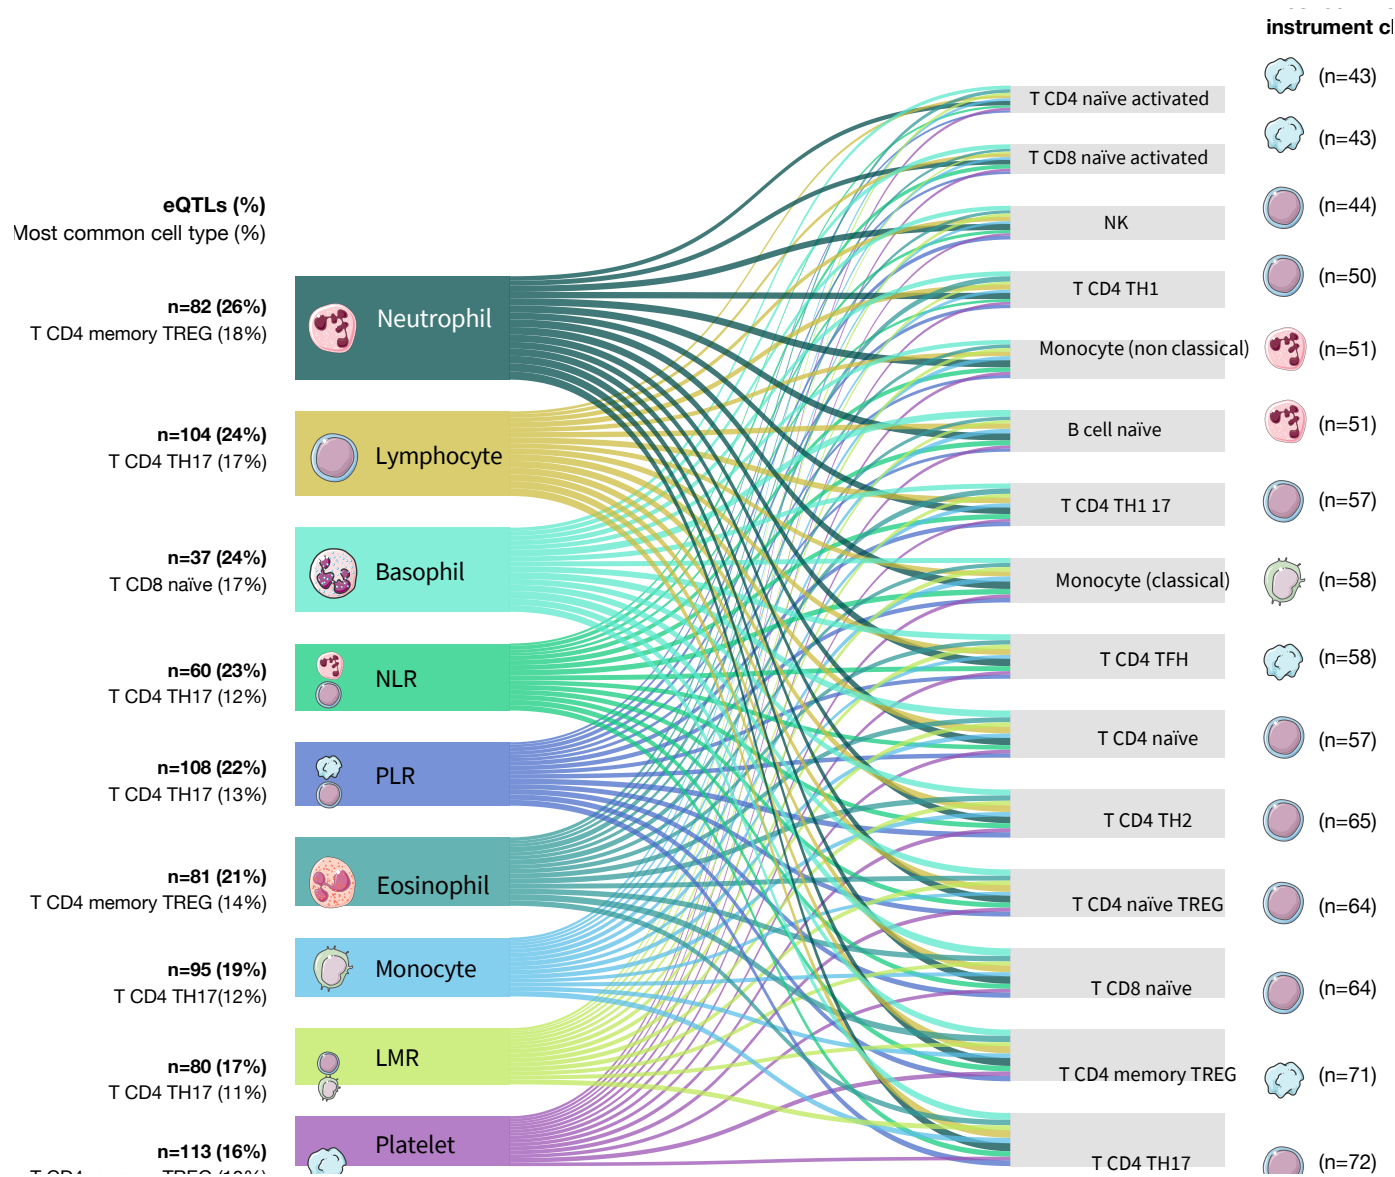 instrument
eQTLs (%)
Most common cell type (%)
n=82 (26%)
T CD4 memory TREG (18%)
n=104 (24%)
T CD4 TH17 (17%)
n=37 (24%)
T CD8 naïve (17%)
n=60 (23%)
T CD4 TH17 (12%)
n=108 (22%)
T CD4 TH17 (13%)
n=81 (21%)
T CD4 memory TREG (14%)
n=95 (19%)
T CD4 TH17(12%)
n=80 (17%)
T CD4 TH17 (11%)
n=113 (16%)
Neutrophil
Lymphocyte
Basophil
NLR
PLR
Eosinophil
Monocyte
LMR
Platelet
T CD4 naïve activated
T CD8 naïve activated
NK
T CD4 TH1
Monocyte (non classical)
B cell naïve
T CD4 TH1 17
Monocyte (classical)
T CD4 TFH
T CD4 naïve
T CD4 TH2
T CD4 naïve TREG
T CD8 naïve
T CD4 memory TREG
T CD4 TH17
(n=43)
(n=43)
(n=44)
(n=50)
(n=51)
(n=51)
(n=57)
(n=58)
(n=58)
(n=57)
(n=65)
(n=64)
(n=64)
(n=71)
(n=72)